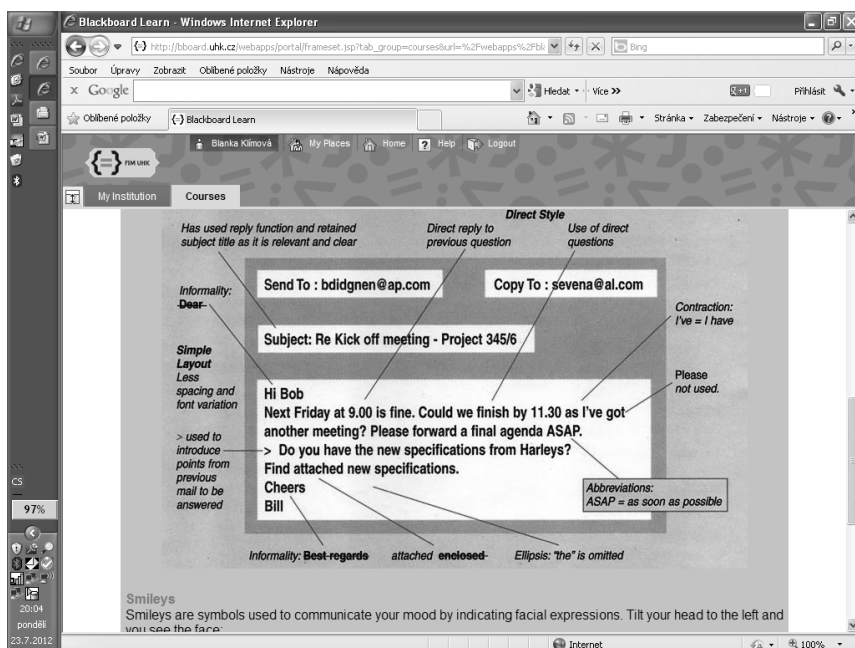 Blackboard Learn - Windows Internet Explorer
http://bboard.uhk.cz/webapps/portal/frameset.jsp?tab_group=courses&url=%2Fwebapps%2Fbl
Bing
Soubor Úpravy Zobrazit Oblíbené položky Nástroje Nápověda
x Google Hledat Více >> +1 Přihlásit
Oblíbené položky Blackboard Learn Stránka Zabezpečení Nástroje
Blanka Klímová My Places Home Help Logout
{=} FIM UHK
My Institution Courses
Direct Style
Has used reply function and retained
subject title as it is relevant and clear
Direct reply to
previous question
Use of direct
questions
Informality:
Dear
Send To : bdidgnen@ap.com Copy To : sevena@al.com
Contraction:
I've = I have
Subject: Re Kick off meeting - Project 345/6
Simple
Layout
Less
spacing and
font variation
Please
not used.
Hi Bob
Next Friday at 9.00 is fine. Could we finish by 11.30 as I've got
another meeting? Please forward a final agenda ASAP.
> Do you have the new specifications from Harleys?
Find attached new specifications.
Cheers
Bill
> used to
introduce
points from
previous
mail to be
answered
Abbreviations:
ASAP = as soon as possible
Informality: Best regards attached enclosed Ellipsis: "the" is omitted
Smileys
Smileys are symbols used to communicate your mood by indicating facial expressions. Tilt your head to the left and
you see the face:
CS
97%
20:04
pondělí
23.7.2012
Internet 100%